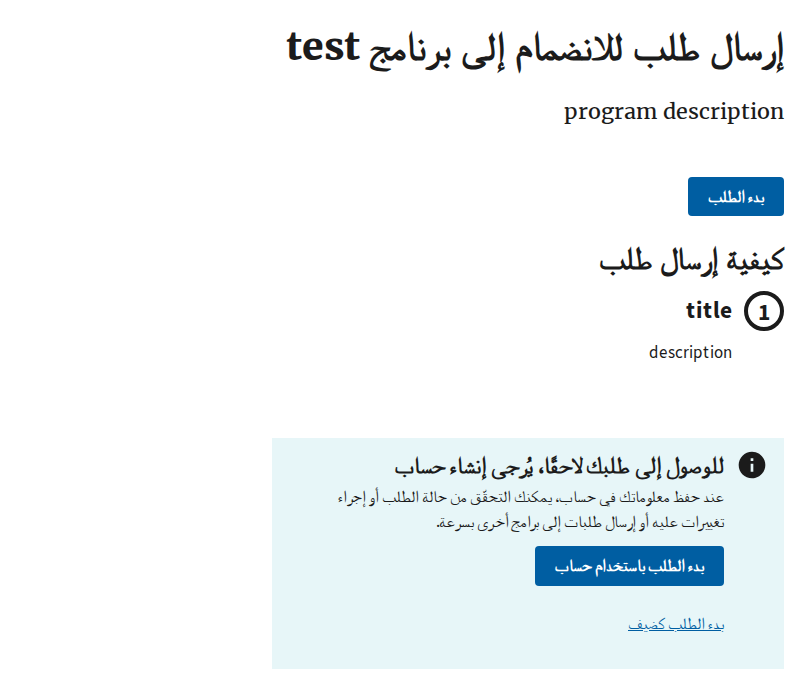 إرسال طلب للانضمام إلى برنامج test
program description
بدء الطلب
كيفية إرسال طلب
1 title
description
للوصول إلى طلبك لاحقًا، يُرجى إنشاء حساب
عند حفظ معلوماتك في حساب، يمكنك التحقّق من حالة الطلب أو إجراء
تغييرات عليه أو إرسال طلبات إلى برامج أخرى بسرعة.
بدء الطلب باستخدام حساب
بدء الطلب كضيف